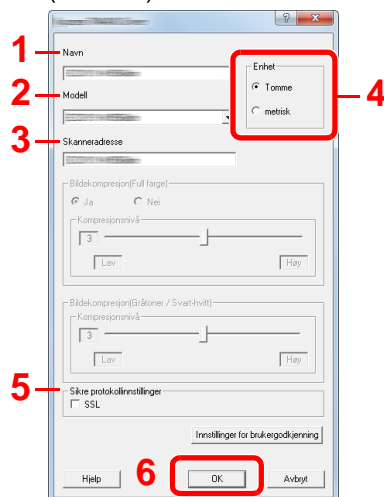 1
Navn
Enhet
Tomme
metrisk
4
2
Modell
3
Skanneradresse
Bildekompresjon(Full farge)
Ja
Nei
Kompresjonsnivå
3
Lav
Høy
Bildekompresjon(Gråtoner / Svart-hvitt)
Kompresjonsnivå
3
Lav
Høy
5
Sikre protokollinnstillinger
SSL
Innstillinger for brukergodkjenning
Hjelp
6
OK
Avbryt